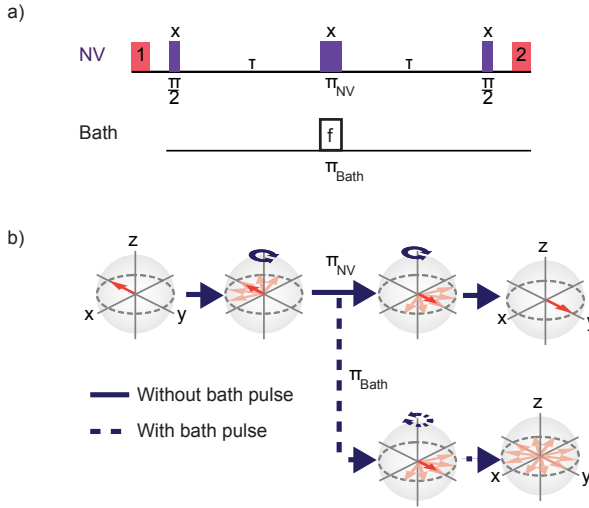 a)
x x x
NV 1 τ τ 2
π/2 π_NV π/2
Bath f
π_Bath
b)
z π_NV z
x y x y
π_Bath
Without bath pulse
With bath pulse
z
x y